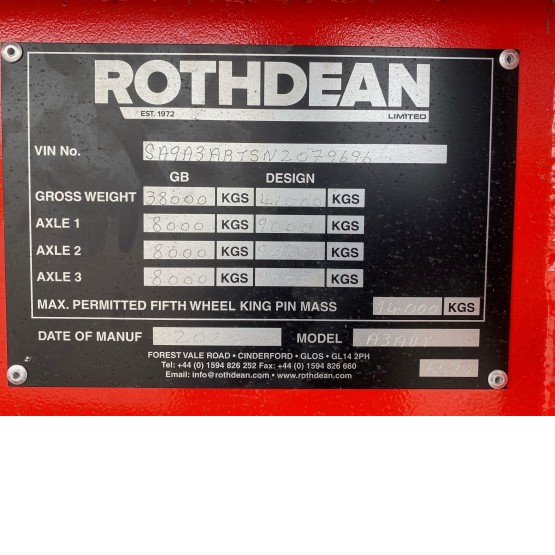 ROTHDEAN
EST. 1972 LIMITED
VIN No. SA9A3ARTSN2079696
GB DESIGN
GROSS WEIGHT 38000 KGS KGS
AXLE 1 8000 KGS 9000 KGS
AXLE 2 8000 KGS KGS
AXLE 3 8000 KGS KGS
MAX. PERMITTED FIFTH WHEEL KING PIN MASS 14000 KGS
DATE OF MANUF MODEL
FOREST VALE ROAD • CINDERFORD • GLOS • GL14 2PH
Tel: +44 (0) 1594 826 252 Fax: +44 (0) 1594 826 660
Email: info@rothdean.com • www.rothdean.com